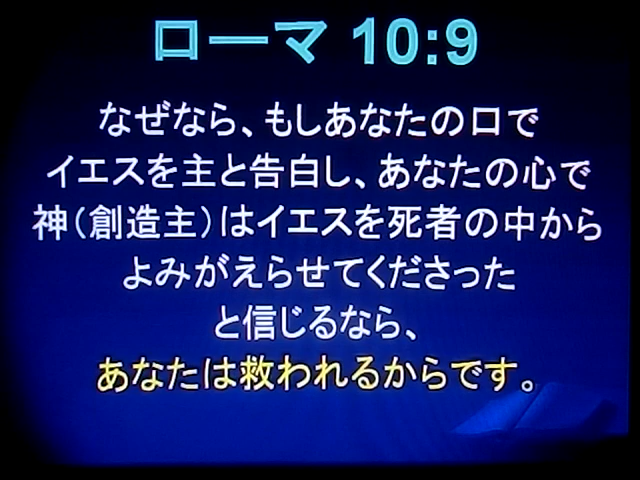 ローマ 10:9
なぜなら、もしあなたの口で
イエスを主と告白し、あなたの心で
神（創造主）はイエスを死者の中から
よみがえらせてくださった
と信じるなら、
あなたは救われるからです。